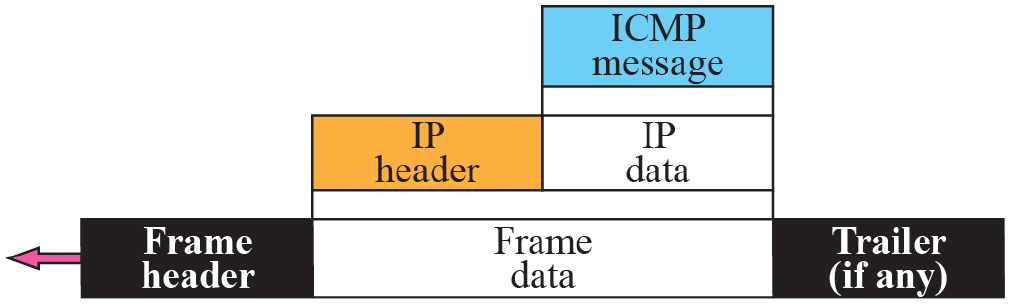 ICMP
message
IP
header
IP
data
Frame
header
Frame
data
Trailer
(if any)